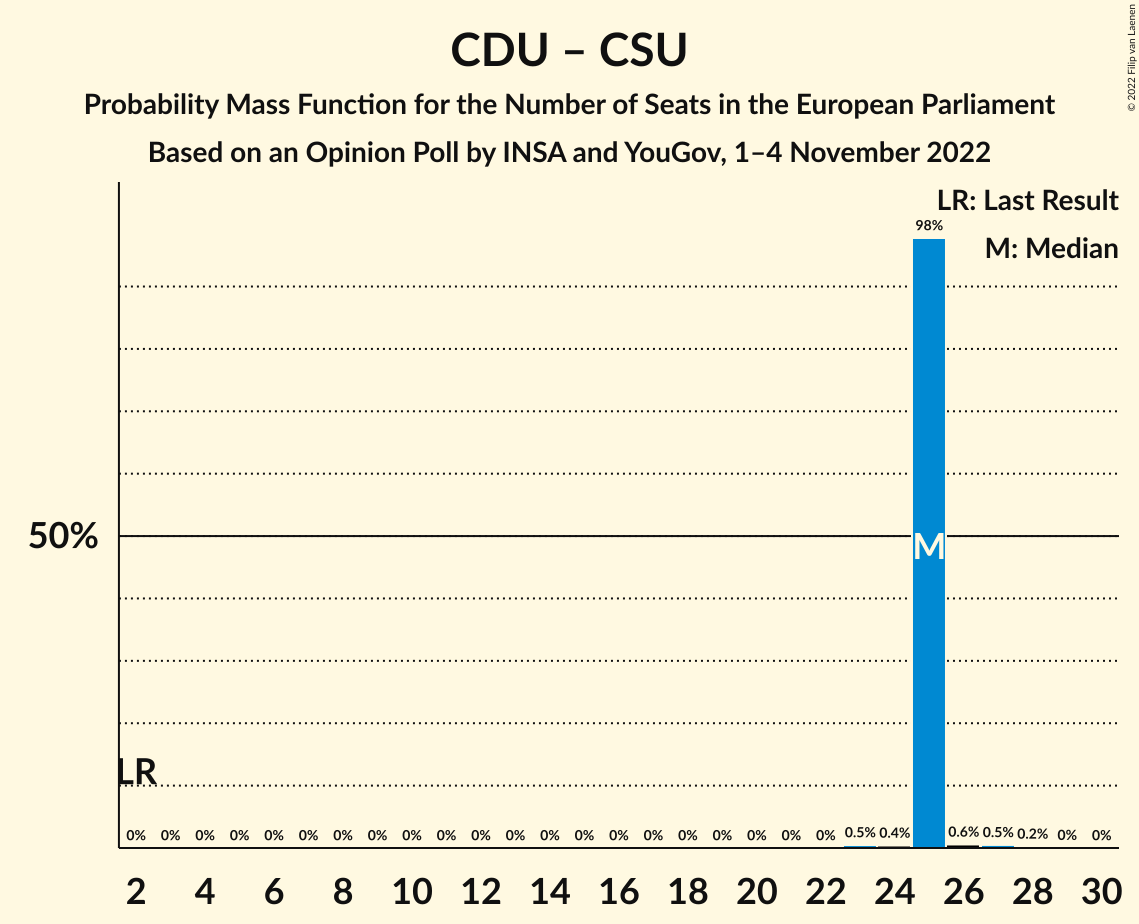 CDU – CSU
Probability Mass Function for the Number of Seats in the European Parliament
Based on an Opinion Poll by INSA and YouGov, 1–4 November 2022
© 2022 Filip van Laenen
LR: Last Result
98%
M: Median
50%
M
LR
0% 0% 0% 0% 0% 0% 0% 0% 0% 0% 0% 0% 0% 0% 0% 0% 0% 0% 0% 0% 0% 0.5% 0.4% 0.6% 0.5% 0.2% 0% 0%
2 4 6 8 10 12 14 16 18 20 22 24 26 28 30